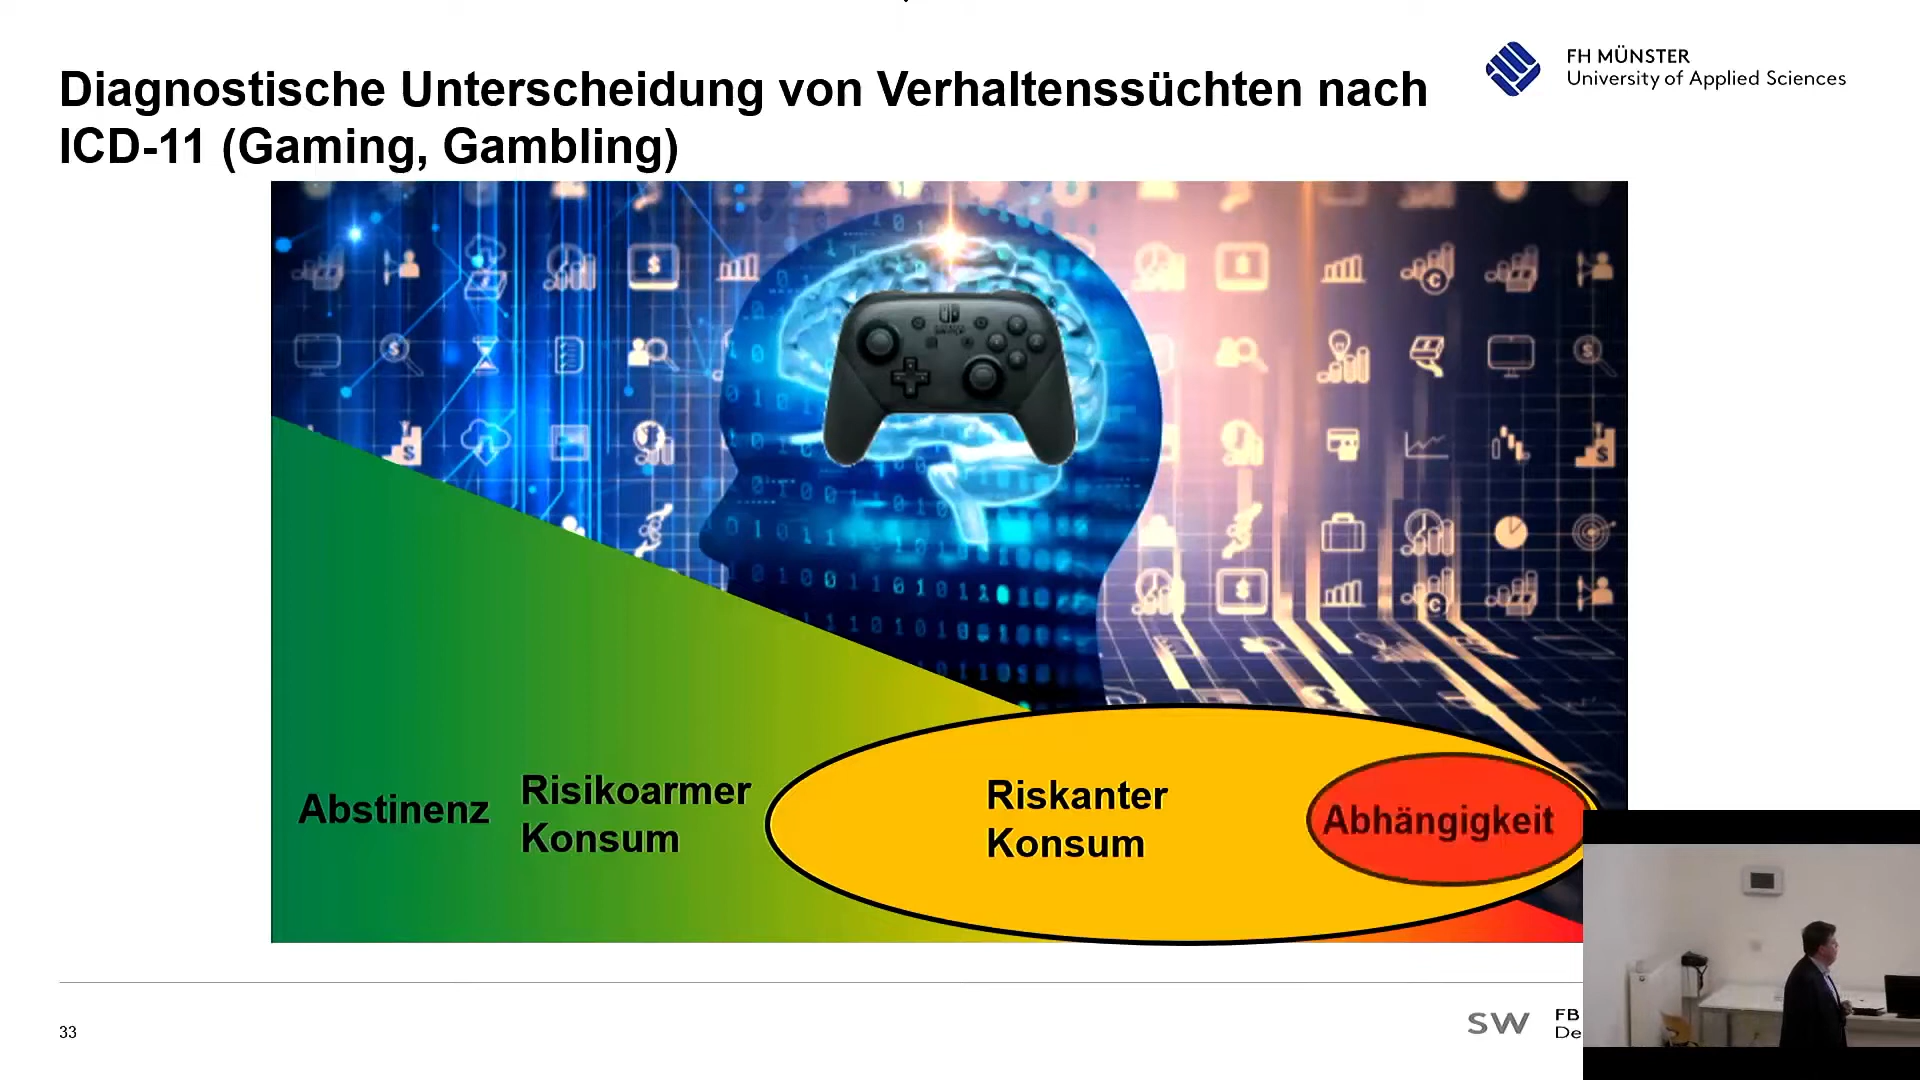 Diagnostische Unterscheidung von Verhaltenssüchten nach
ICD-11 (Gaming, Gambling)
FH MÜNSTER
University of Applied Sciences
Abstinenz
Risikoarmer
Konsum
Riskanter
Konsum
Abhängigkeit
33
SW
FB
De